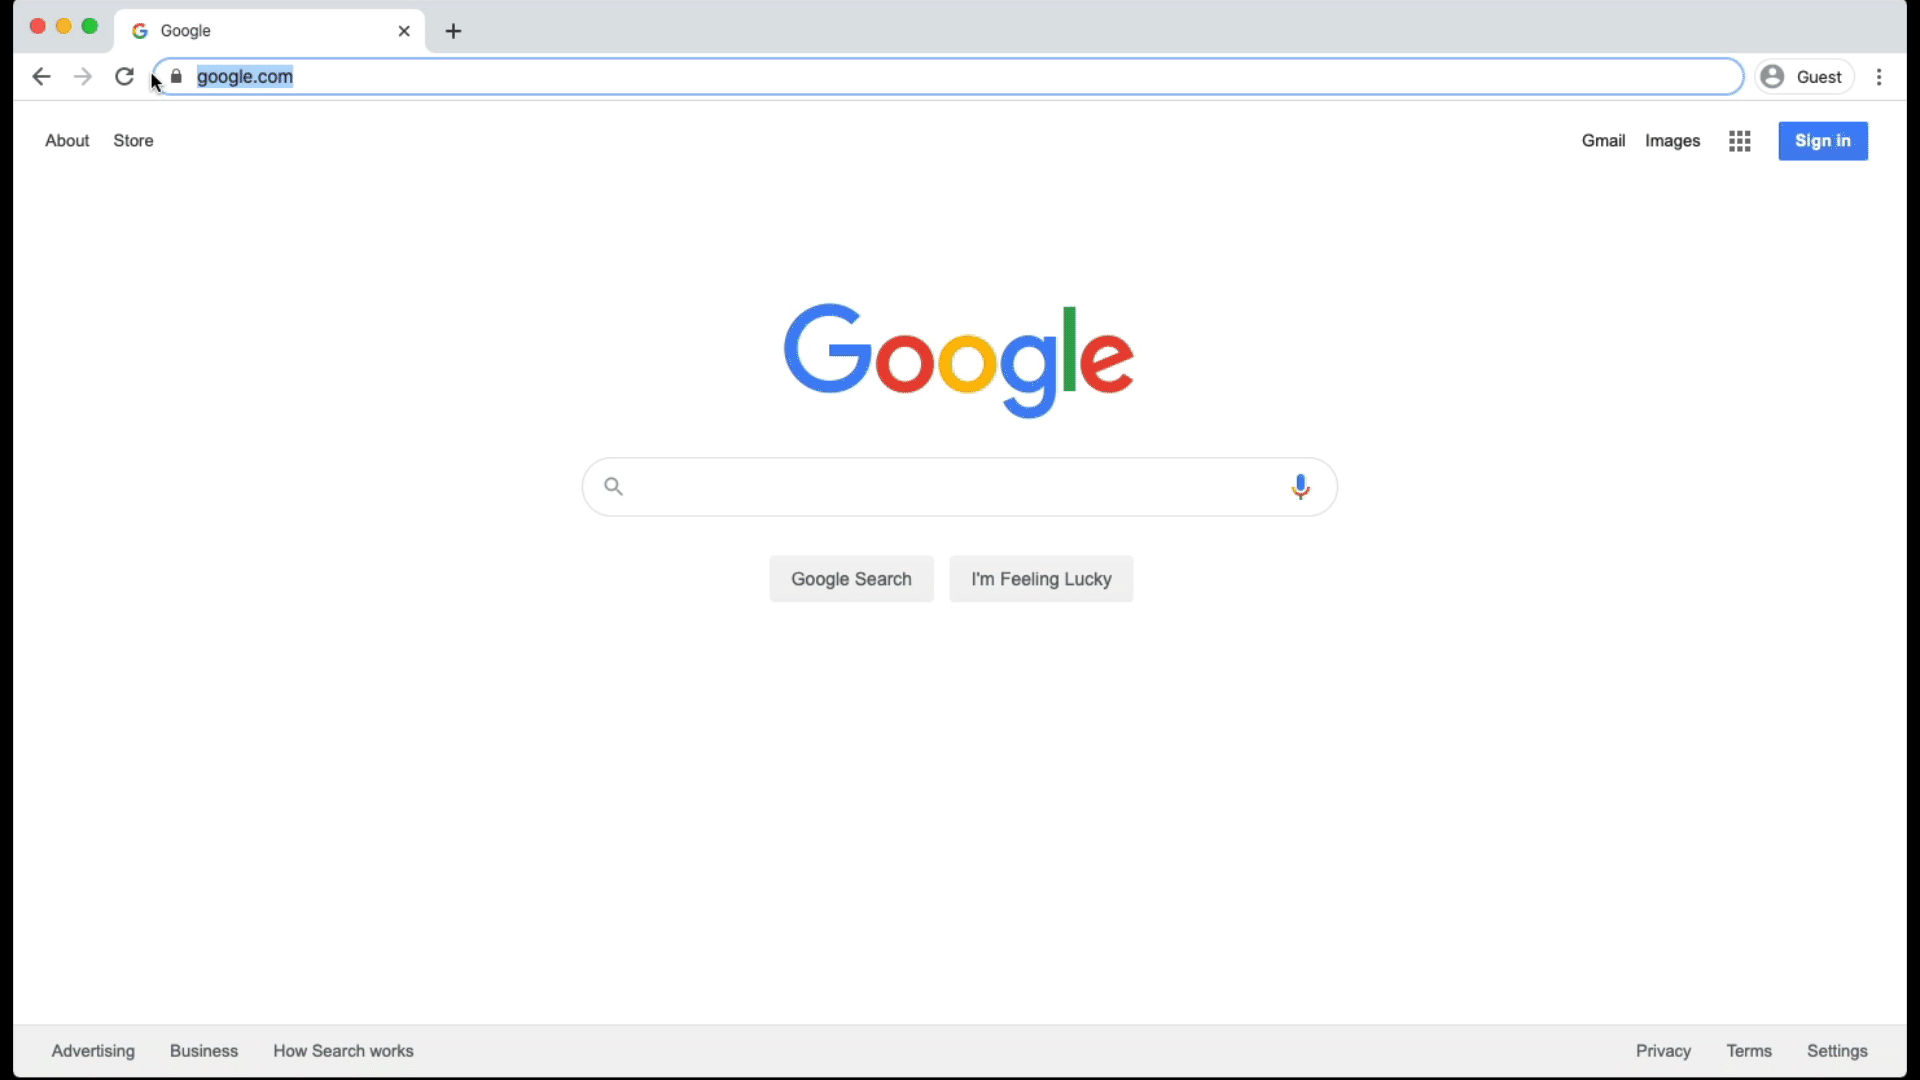 Google
google.com
Guest
About Store
Gmail Images Sign in
Google
Google Search I'm Feeling Lucky
Advertising Business How Search works
Privacy Terms Settings